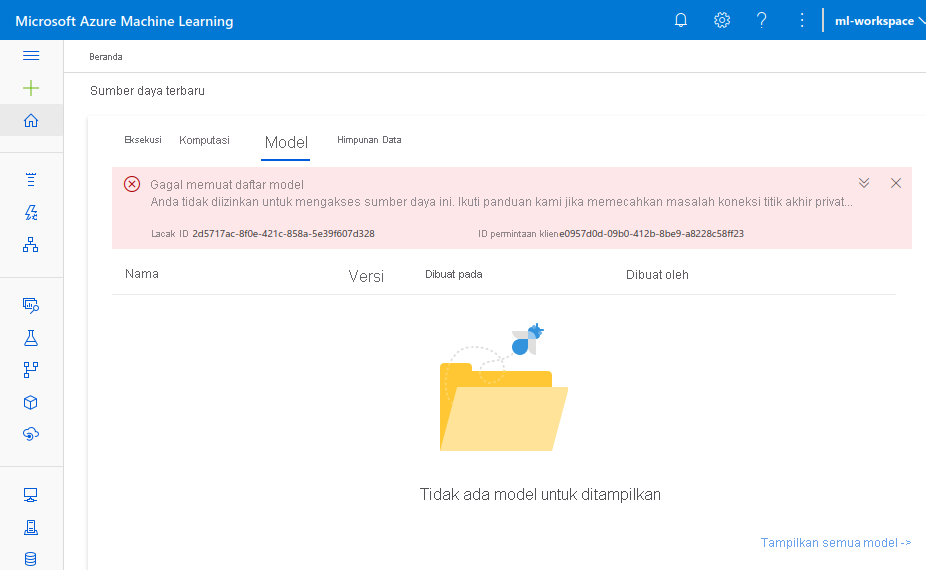 Microsoft Azure Machine Learning
ml-workspace
Beranda
Sumber daya terbaru
Eksekusi Komputasi Model Himpunan Data
Gagal memuat daftar model
Anda tidak diizinkan untuk mengakses sumber daya ini. Ikuti panduan kami jika memecahkan masalah koneksi titik akhir privat...
Lacak ID 2d5717ac-8f0e-421c-858a-5e39f607d328 ID permintaan kliene0957d0d-09b0-412b-8be9-a8228c58ff23
Nama Versi Dibuat pada Dibuat oleh
Tidak ada model untuk ditampilkan
Tampilkan semua model ->